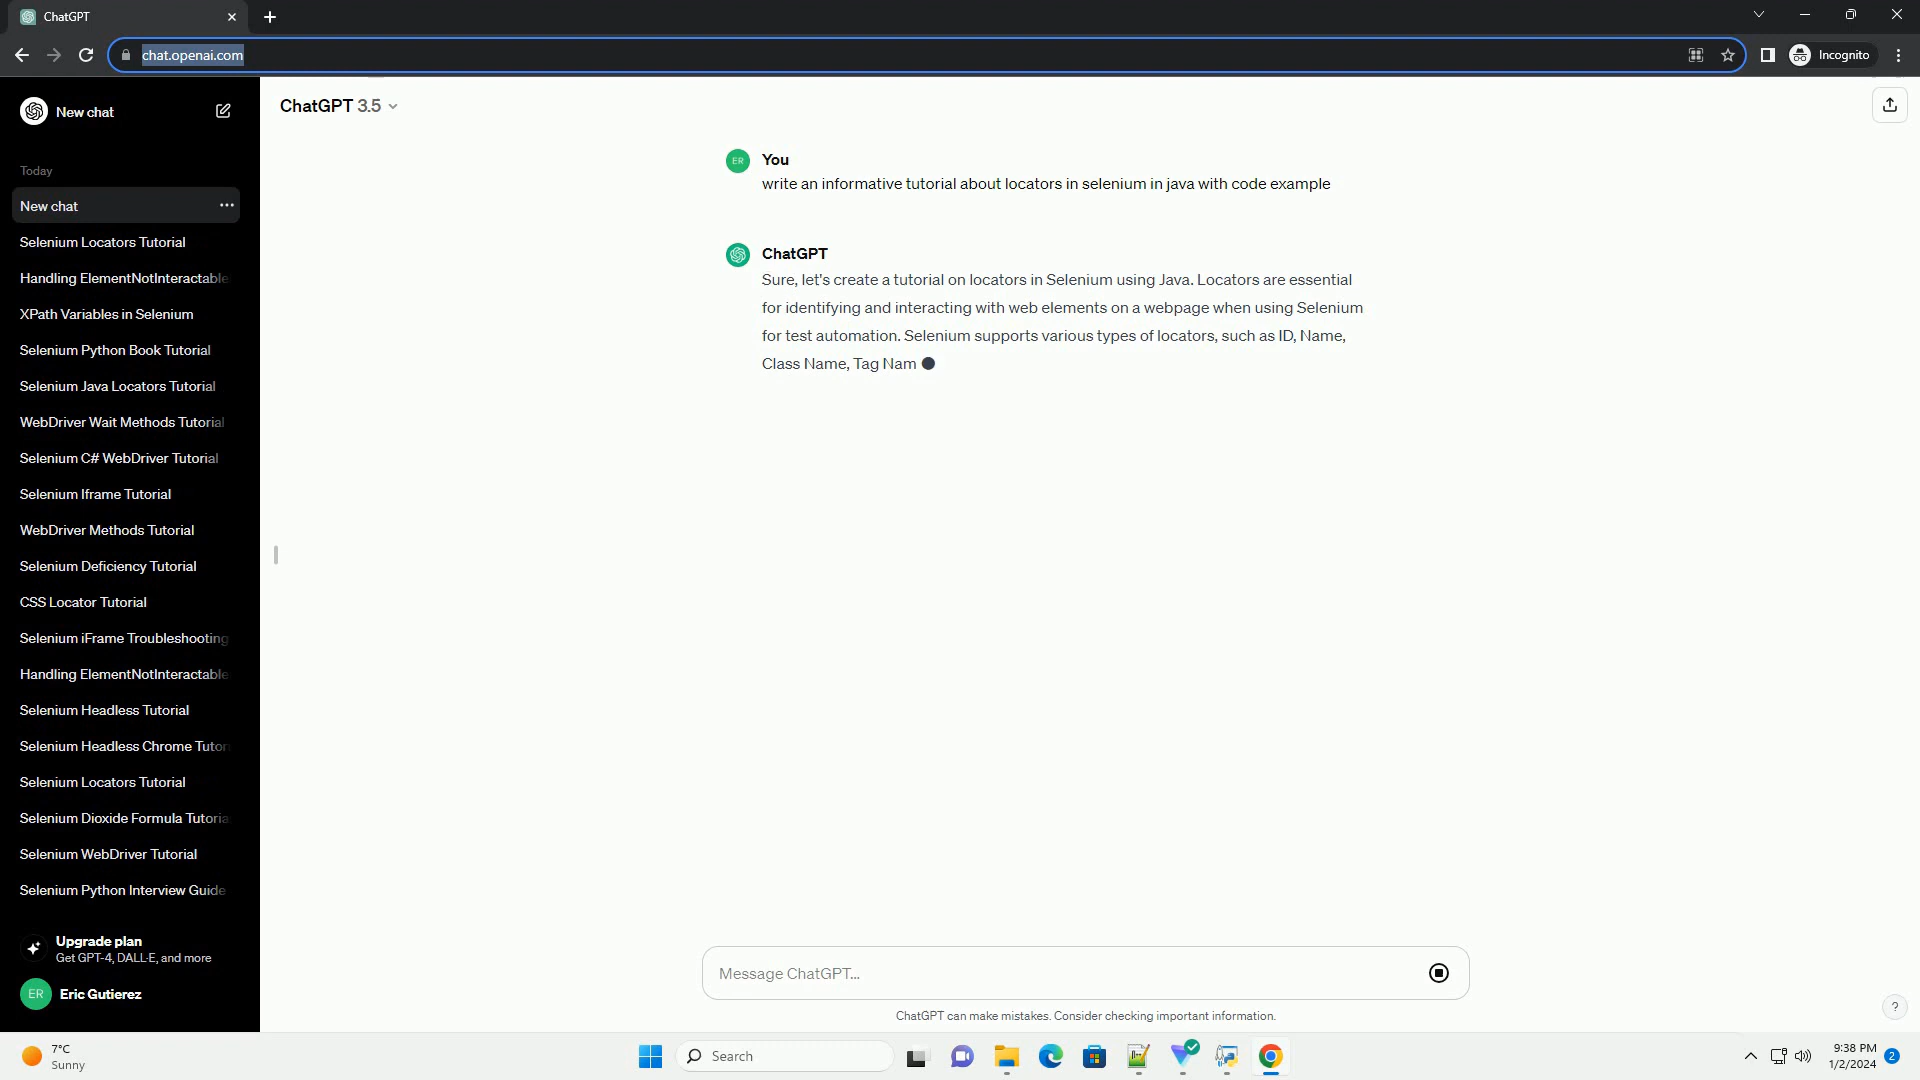 ChatGPT
chat.openai.com
Incognito
New chat
Today
New chat
Selenium Locators Tutorial
Handling ElementNotInteractable
XPath Variables in Selenium
Selenium Python Book Tutorial
Selenium Java Locators Tutorial
WebDriver Wait Methods Tutorial
Selenium C# WebDriver Tutorial
Selenium Iframe Tutorial
WebDriver Methods Tutorial
Selenium Deficiency Tutorial
CSS Locator Tutorial
Selenium iFrame Troubleshooting
Handling ElementNotInteractable
Selenium Headless Tutorial
Selenium Headless Chrome Tutor
Selenium Locators Tutorial
Selenium Dioxide Formula Tutoria
Selenium WebDriver Tutorial
Selenium Python Interview Guide
Upgrade plan
Get GPT-4, DALL·E, and more
ER
Eric Gutierez
ChatGPT 3.5
ER
You
write an informative tutorial about locators in selenium in java with code example
ChatGPT
Sure, let's create a tutorial on locators in Selenium using Java. Locators are essential
for identifying and interacting with web elements on a webpage when using Selenium
for test automation. Selenium supports various types of locators, such as ID, Name,
Class Name, Tag Nam
Message ChatGPT...
ChatGPT can make mistakes. Consider checking important information.
?
7°C
Sunny
Search
9:38 PM
1/2/2024
2